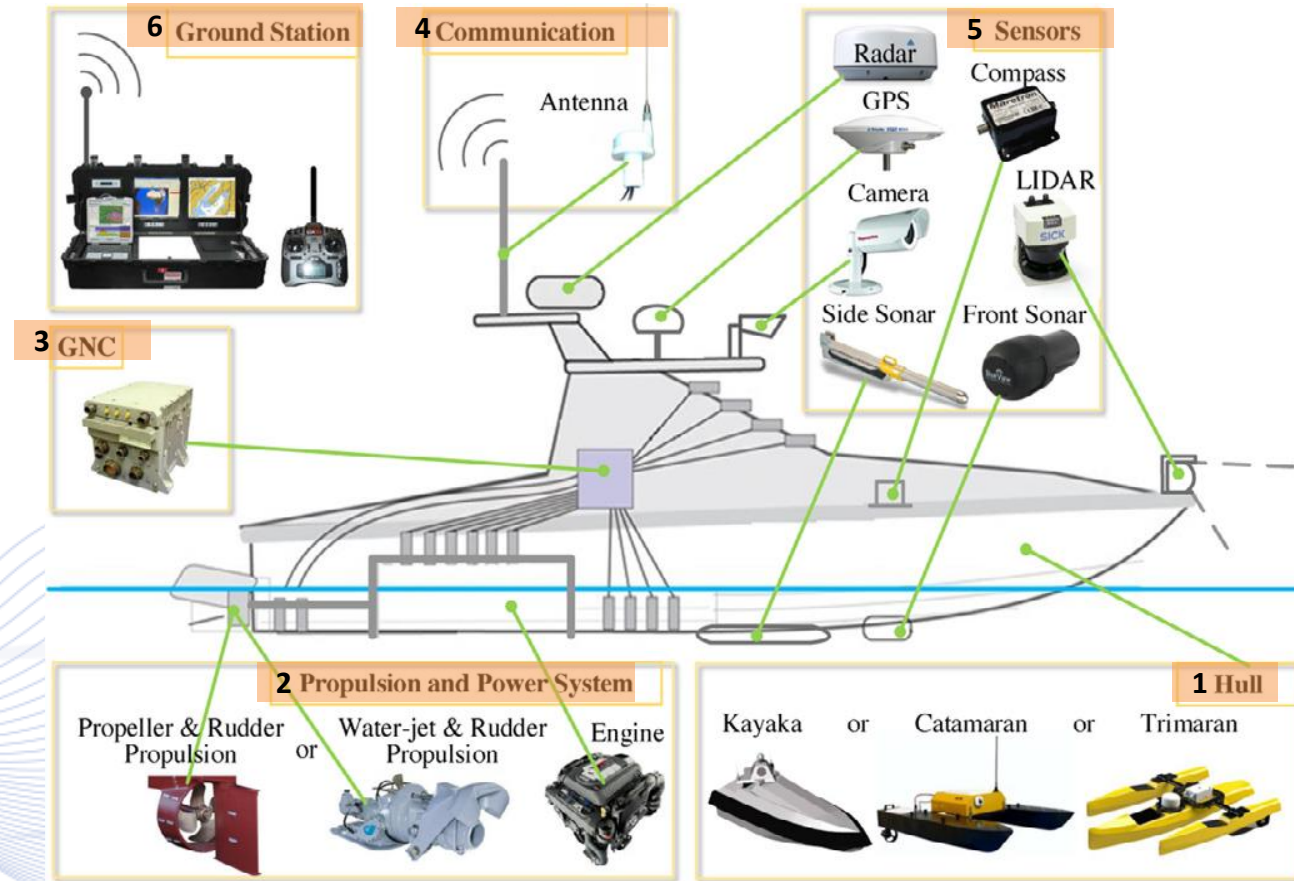 6 Ground Station
4 Communication
Antenna
5 Sensors
Radar
Compass
Maretron
GPS
Camera
LIDAR
SICK
Side Sonar
Front Sonar
3 GNC
2 Propulsion and Power System
Propeller & Rudder
Propulsion
or
Water-jet & Rudder
Propulsion
Engine
1 Hull
Kayaka or Catamaran or Trimaran